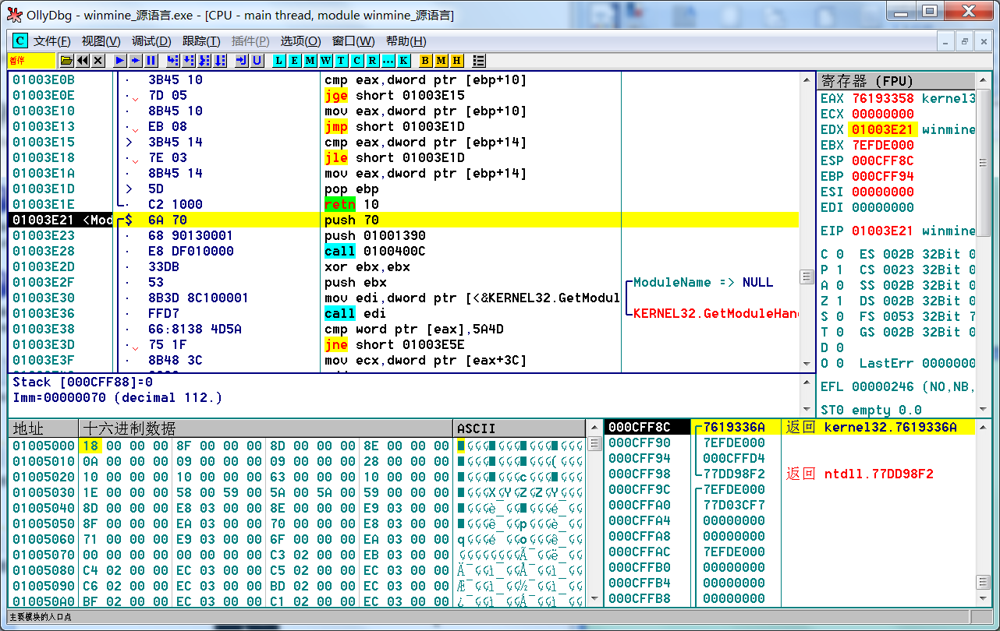 OllyDbg - winmine_源语言.exe - [CPU - main thread, module winmine_源语言]
C 文件(F) 视图(V) 调试(D) 跟踪(T) 插件(P) 选项(O) 窗口(W) 帮助(H)
暂停 U L E M W T C R ... K B M H
01003E0B · 3B45 10 cmp eax,dword ptr [ebp+10]
01003E0E · 7D 05 jge short 01003E15
01003E10 · 8B45 10 mov eax,dword ptr [ebp+10]
01003E13 · EB 08 jmp short 01003E1D
01003E15 > 3B45 14 cmp eax,dword ptr [ebp+14]
01003E18 · 7E 03 jle short 01003E1D
01003E1A · 8B45 14 mov eax,dword ptr [ebp+14]
01003E1D > 5D pop ebp
01003E1E · C2 1000 retn 10
01003E21 <Mod $ 6A 70 push 70
01003E23 · 68 90130001 push 01001390
01003E28 · E8 DF010000 call 0100400C
01003E2D · 33DB xor ebx,ebx
01003E2F · 53 push ebx ModuleName => NULL
01003E30 · 8B3D 8C100001 mov edi,dword ptr [<&KERNEL32.GetModul
01003E36 · FFD7 call edi KERNEL32.GetModuleHan
01003E38 · 66:8138 4D5A cmp word ptr [eax],5A4D
01003E3D · 75 1F jne short 01003E5E
01003E3F · 8B48 3C mov ecx,dword ptr [eax+3C]
Stack [000CFF88]=0
Imm=00000070 (decimal 112.)
寄存器 (FPU)
EAX 76193358 kernel3
ECX 00000000
EDX 01003E21 winmine
EBX 7EFDE000
ESP 000CFF8C
EBP 000CFF94
ESI 00000000
EDI 00000000
EIP 01003E21 winmine
C 0 ES 002B 32Bit 0
P 1 CS 0023 32Bit 0
A 0 SS 002B 32Bit 0
Z 1 DS 002B 32Bit 0
S 0 FS 0053 32Bit 7
T 0 GS 002B 32Bit 0
D 0
O 0 LastErr 0000000
EFL 00000246 (NO,NB,
ST0 empty 0.0
地址 十六进制数据 ASCII
01005000 18 00 00 00 8F 00 00 00 8D 00 00 00 8E 00 00 00
01005010 0A 00 00 00 09 00 00 00 09 00 00 00 28 00 00 00
01005020 10 00 00 00 10 00 00 00 63 00 00 00 10 00 00 00
01005030 1E 00 00 00 58 00 59 00 5A 00 5A 00 59 00 00 00
01005040 8D 00 00 00 E8 03 00 00 8E 00 00 00 E9 03 00 00
01005050 8F 00 00 00 EA 03 00 00 70 00 00 00 E8 03 00 00
01005060 71 00 00 00 E9 03 00 00 6F 00 00 00 EA 03 00 00
01005070 00 00 00 00 00 00 00 00 C3 02 00 00 EB 03 00 00
01005080 C4 02 00 00 EC 03 00 00 C5 02 00 00 EC 03 00 00
01005090 C6 02 00 00 EC 03 00 00 BD 02 00 00 EC 03 00 00
010050A0 BF 02 00 00 EC 03 00 00 C1 02 00 00 EC 03 00 00
000CFF8C 7619336A 返回 kernel32.7619336A
000CFF90 7EFDE000
000CFF94 000CFFD4
000CFF98 77DD98F2 返回 ntdll.77DD98F2
000CFF9C 7EFDE000
000CFFA0 77D03CF7
000CFFA4 00000000
000CFFA8 00000000
000CFFAC 7EFDE000
000CFFB0 00000000
000CFFB4 00000000
000CFFB8 00000000
主要模块的入口点